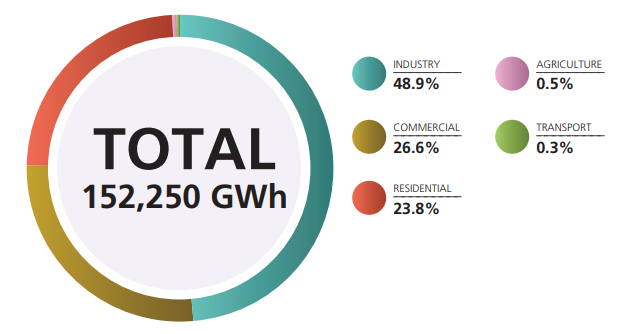 TOTAL
152,250 GWh
INDUSTRY
48.9%
COMMERCIAL
26.6%
RESIDENTIAL
23.8%
AGRICULTURE
0.5%
TRANSPORT
0.3%